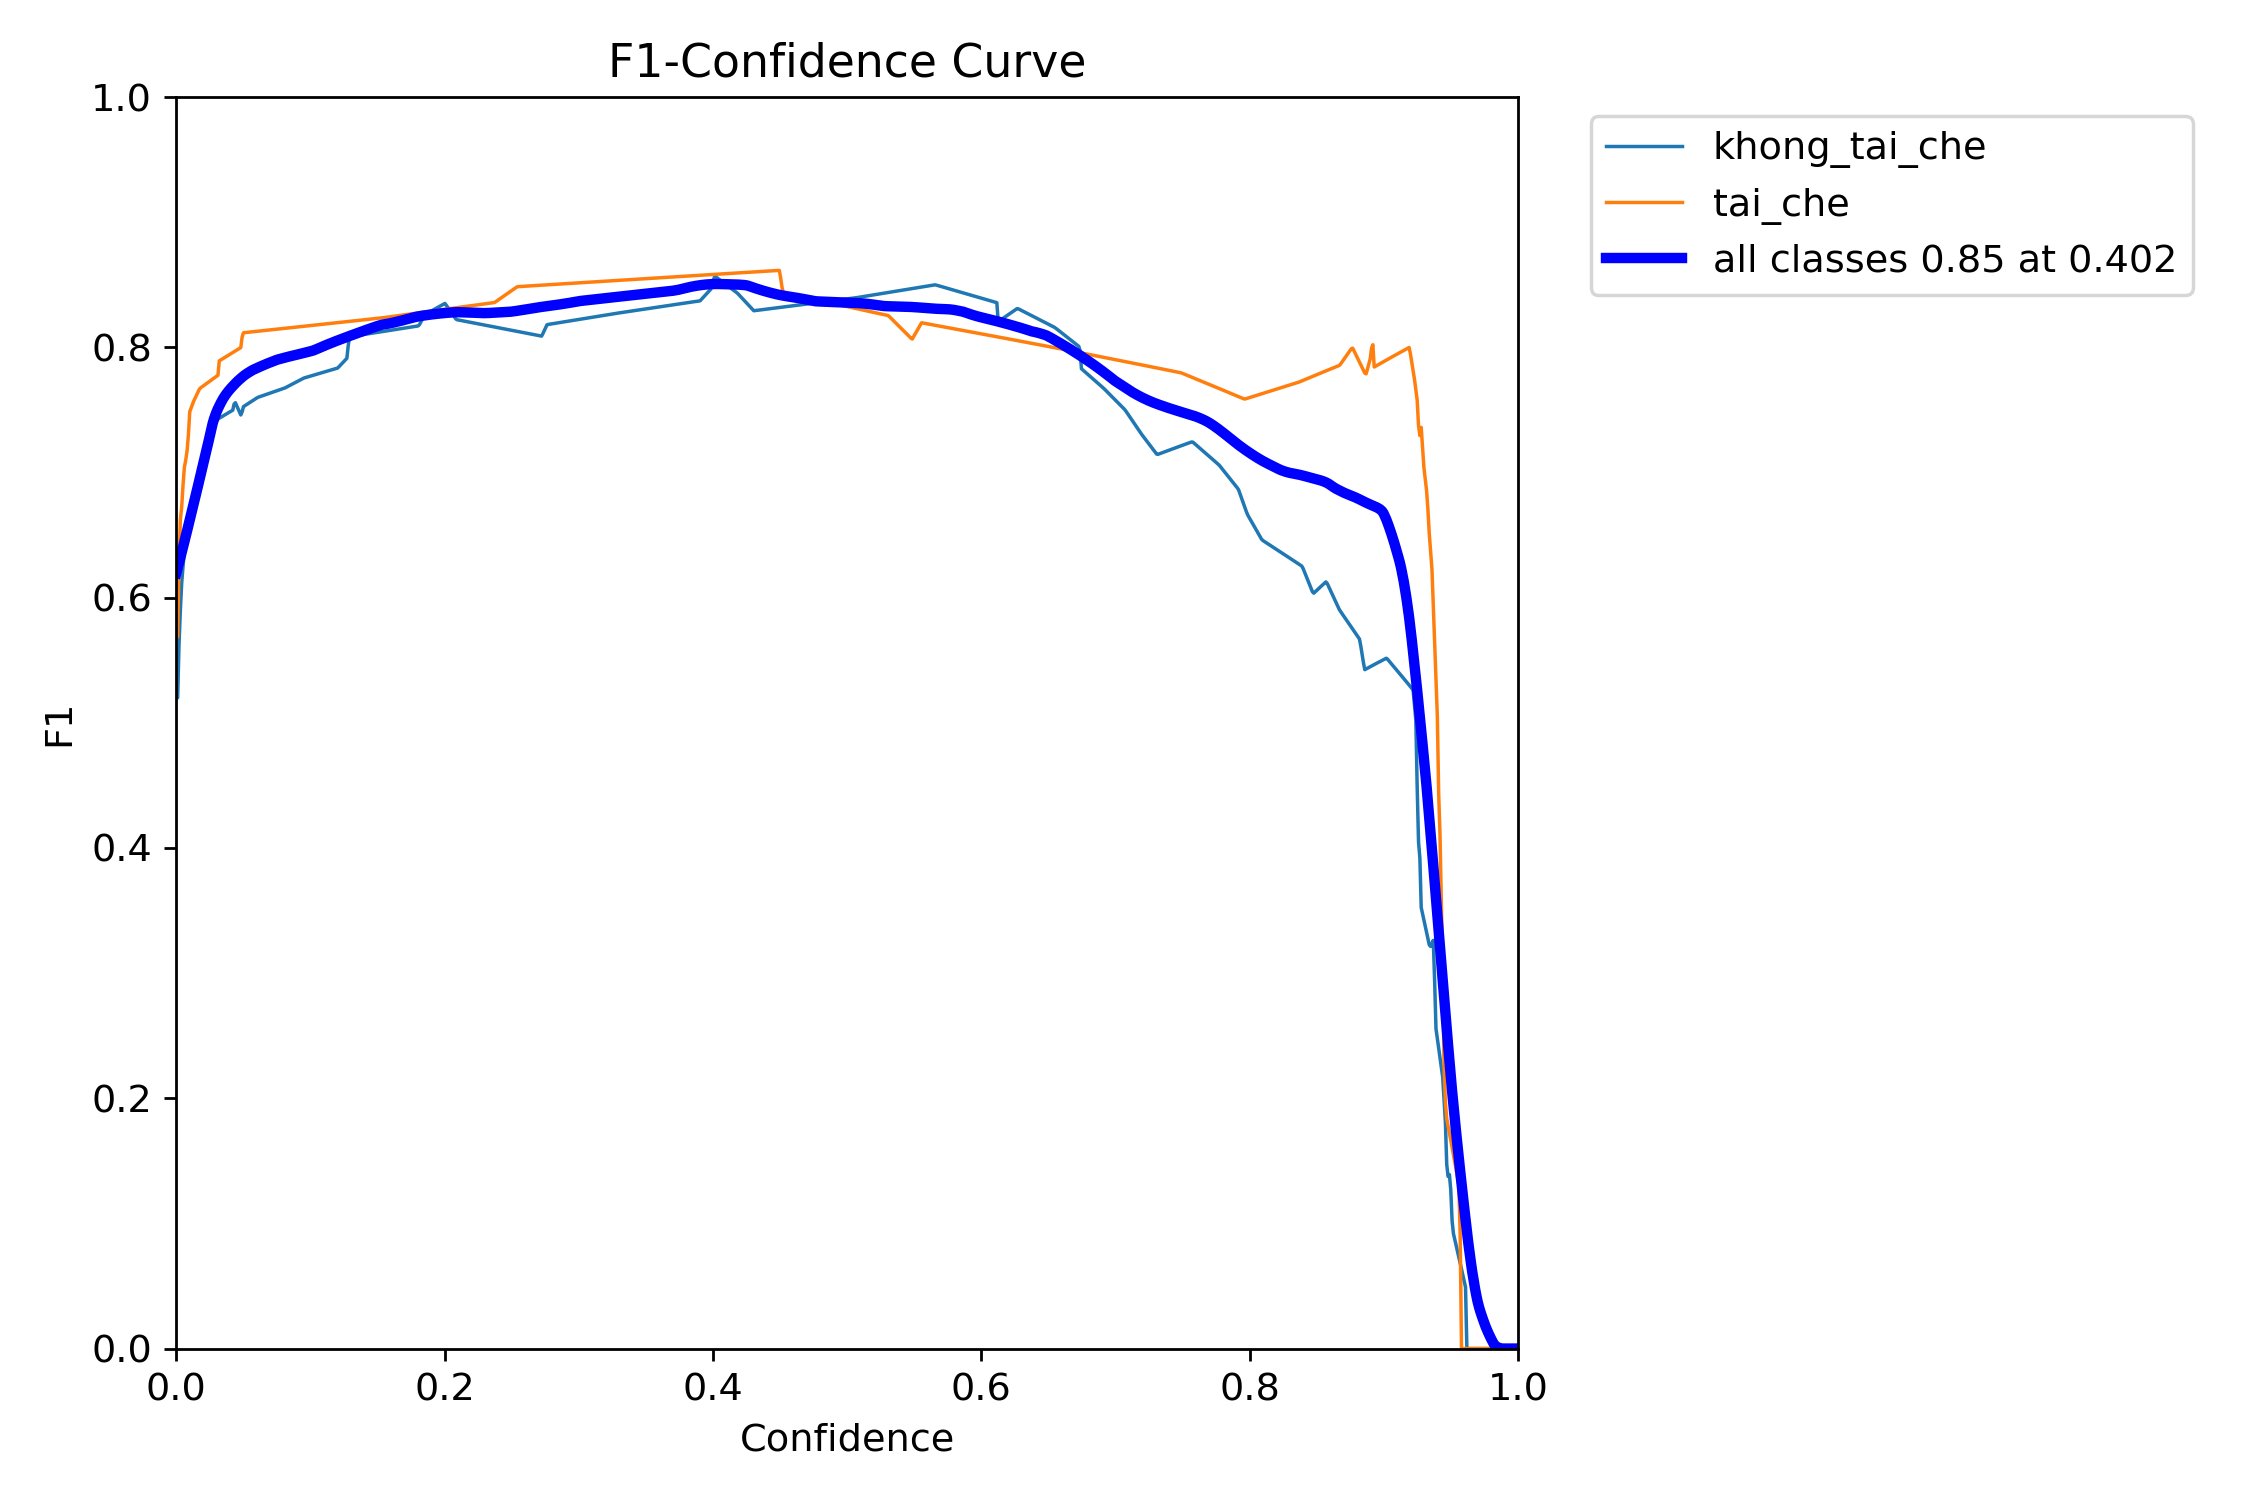 F1-Confidence Curve
1.0
0.8
0.6
0.4
0.2
0.0
F1
0.0 0.2 0.4 0.6 0.8 1.0
Confidence
khong_tai_che
tai_che
all classes 0.85 at 0.402